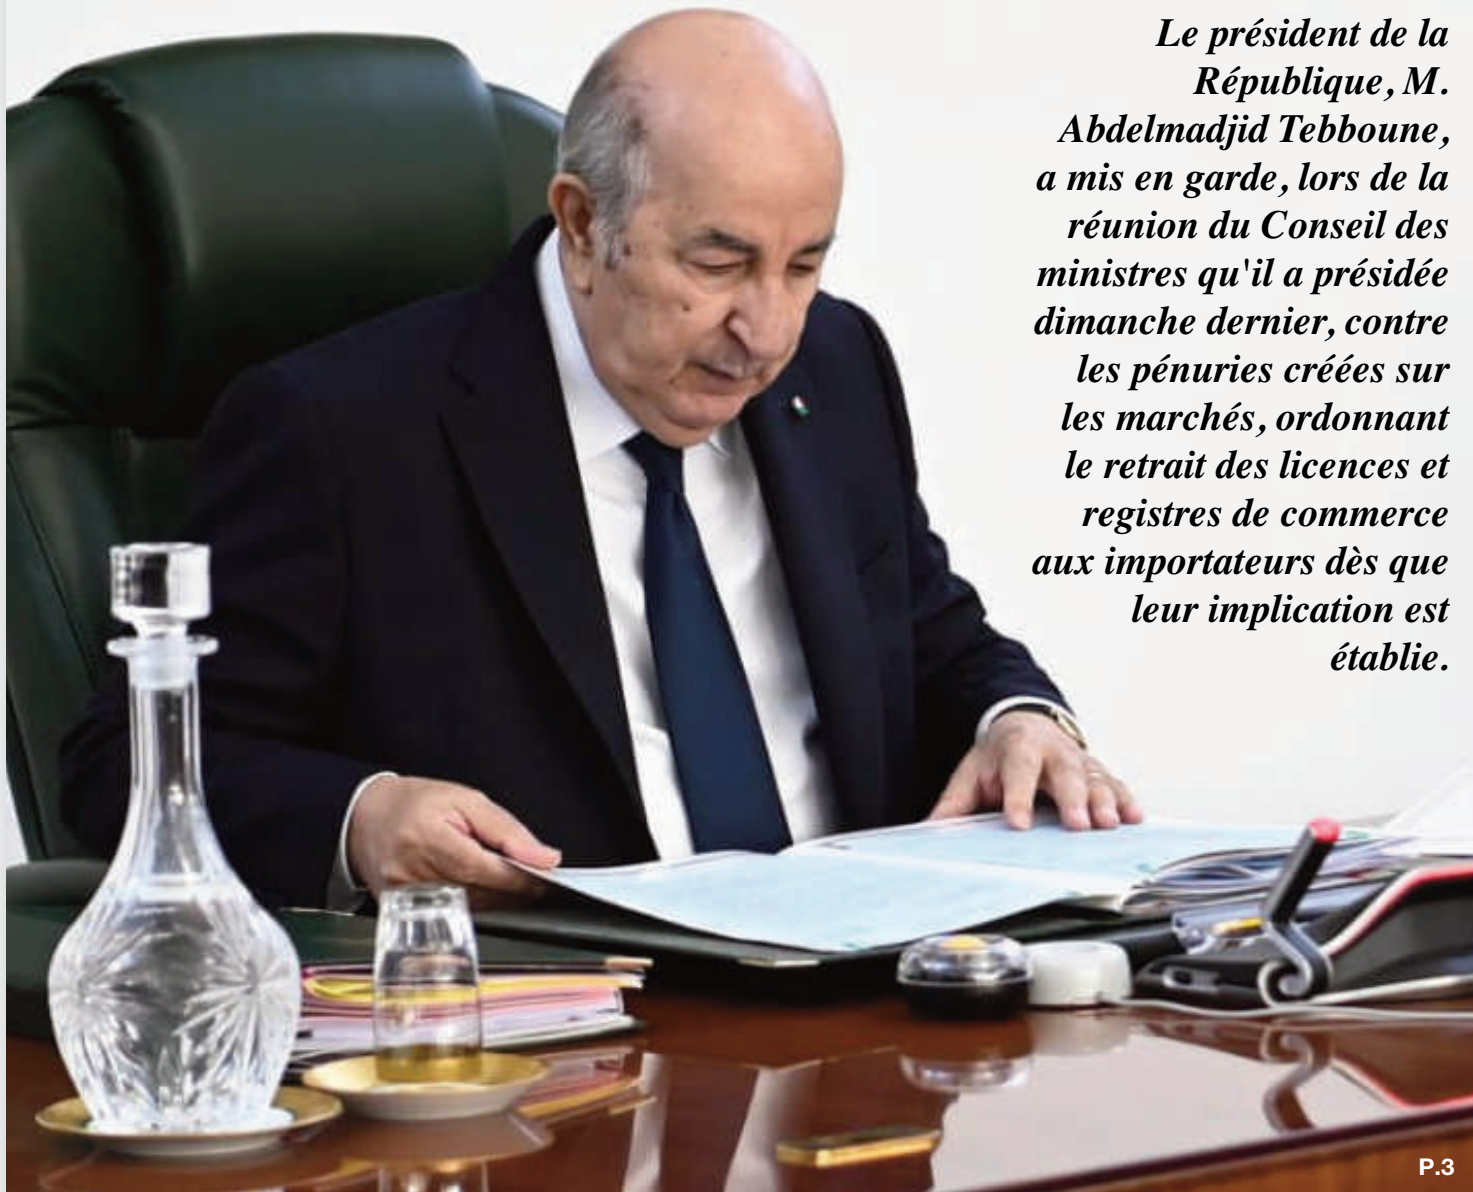 Le président de la
République, M.
Abdelmadjid Tebboune,
a mis en garde, lors de la
réunion du Conseil des
ministres qu'il a présidée
dimanche dernier, contre
les pénuries créées sur
les marchés, ordonnant
le retrait des licences et
registres de commerce
aux importateurs dès que
leur implication est
établie.
P.3